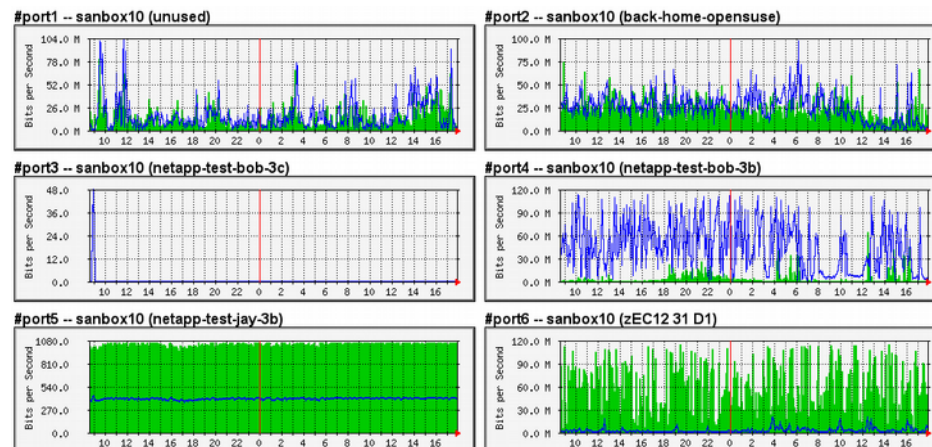 #port1 -- sanbox10 (unused)
Bits per Second
104.0 M
78.0 M
52.0 M
26.0 M
0.0 M
10 12 14 16 18 20 22 0 2 4 6 8 10 12 14 16
#port2 -- sanbox10 (back-home-opensuse)
Bits per Second
100.0 M
75.0 M
50.0 M
25.0 M
0.0 M
10 12 14 16 18 20 22 0 2 4 6 8 10 12 14 16
#port3 -- sanbox10 (netapp-test-bob-3c)
Bits per Second
48.0
36.0
24.0
12.0
0.0
10 12 14 16 18 20 22 0 2 4 6 8 10 12 14 16
#port4 -- sanbox10 (netapp-test-bob-3b)
Bits per Second
120.0 M
90.0 M
60.0 M
30.0 M
0.0 M
10 12 14 16 18 20 22 0 2 4 6 8 10 12 14 16
#port5 -- sanbox10 (netapp-test-jay-3b)
Bits per Second
1080.0
810.0
540.0
270.0
0.0
10 12 14 16 18 20 22 0 2 4 6 8 10 12 14 16
#port6 -- sanbox10 (zEC12 31 D1)
Bits per Second
120.0 M
90.0 M
60.0 M
30.0 M
0.0 M
10 12 14 16 18 20 22 0 2 4 6 8 10 12 14 16